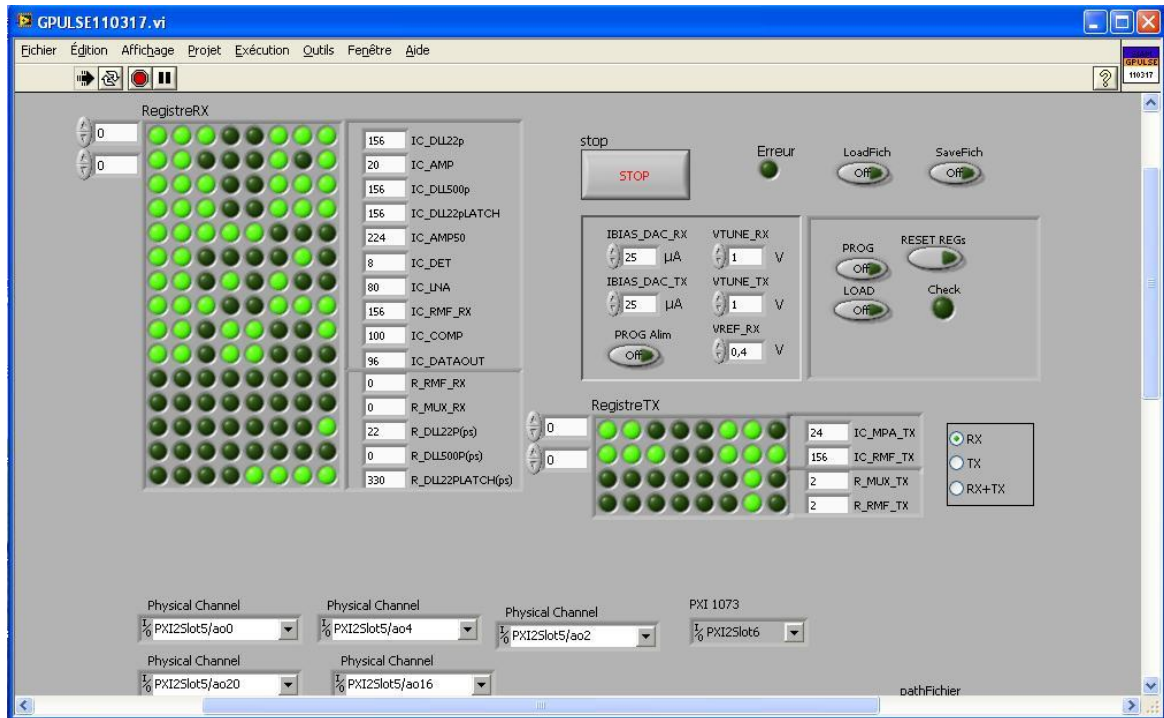 GPULSE110317.vi
Fichier Édition Affichage Projet Exécution Outils Fenêtre Aide
GPULSE
110317
RegistreRX
0
0
156 IC_DLL22p
20 IC_AMP
156 IC_DLL500p
156 IC_DLL22pLATCH
224 IC_AMP50
8 IC_DET
80 IC_LNA
156 IC_RMF_RX
100 IC_COMP
96 IC_DATAOUT
0 R_RMF_RX
0 R_MUX_RX
22 R_DLL22P(ps)
0 R_DLL500P(ps)
330 R_DLL22PLATCH(ps)
stop
STOP
Erreur
LoadFich
Off
SaveFich
Off
IBIAS_DAC_RX VTUNE_RX
25 µA 1 V
IBIAS_DAC_TX VTUNE_TX
25 µA 1 V
PROG Alim VREF_RX
Off 0,4 V
PROG RESET REGs
Off
LOAD Check
Off
RegistreTX
0
0
24 IC_MPA_TX
156 IC_RMF_TX
2 R_MUX_TX
2 R_RMF_TX
RX
TX
RX+TX
Physical Channel
PXI2Slot5/ao0
Physical Channel
PXI2Slot5/ao4
Physical Channel
PXI2Slot5/ao2
PXI 1073
PXI2Slot6
Physical Channel
PXI2Slot5/ao20
Physical Channel
PXI2Slot5/ao16
pathFichier